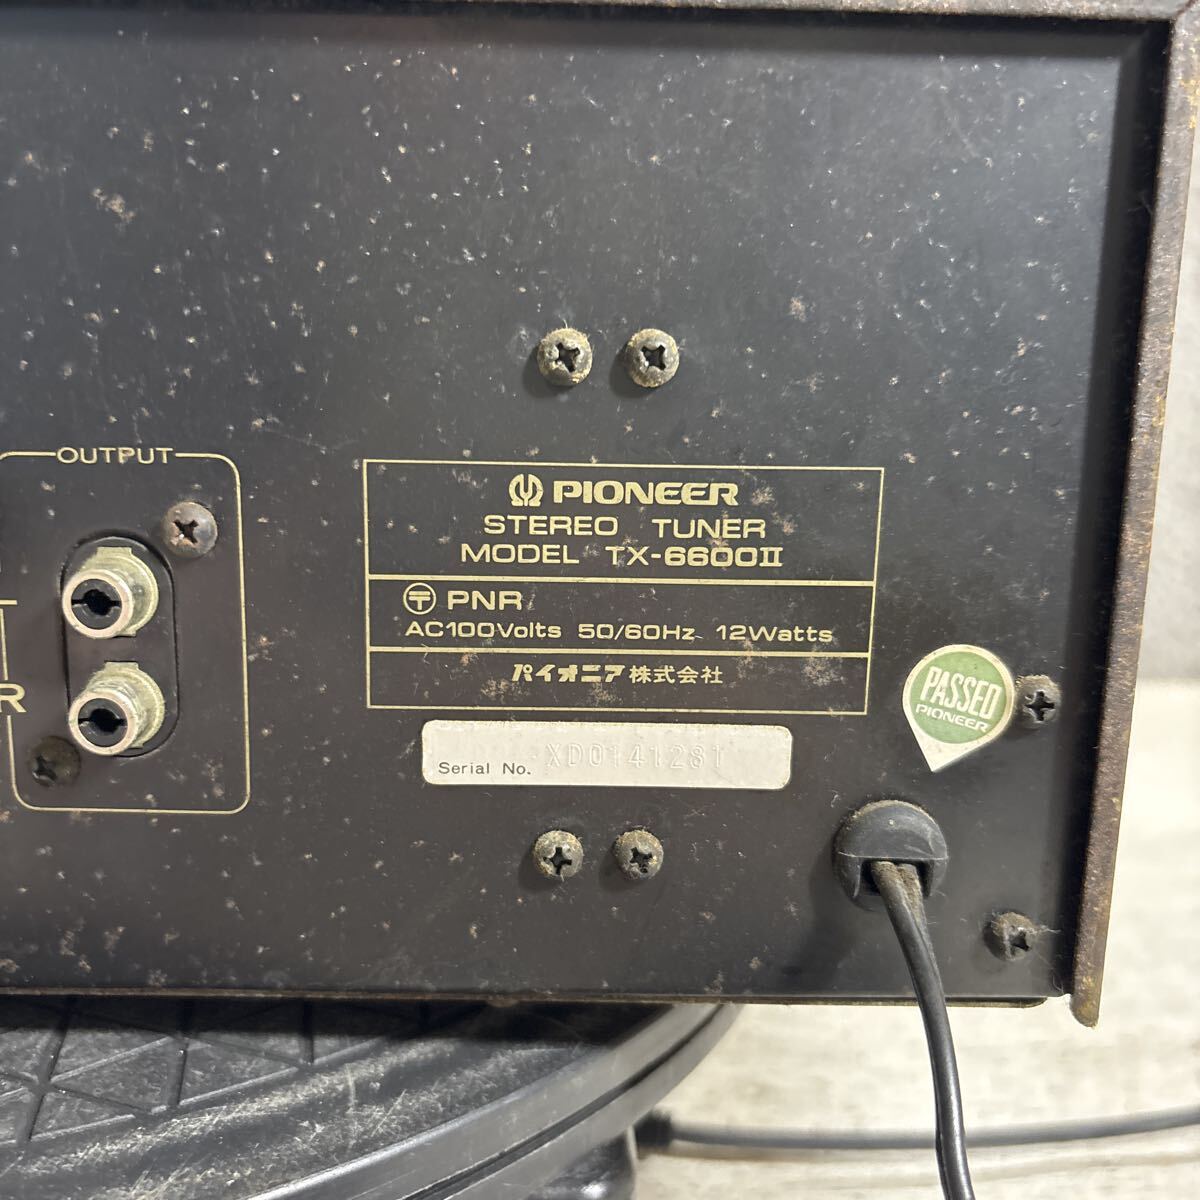 OUTPUT
R
PIONEER
STEREO TUNER
MODEL TX-6600II
〒 PNR
AC100Volts 50/60Hz 12Watts
パイオニア株式会社
Serial No. XD0141281
PASSED
PIONEER